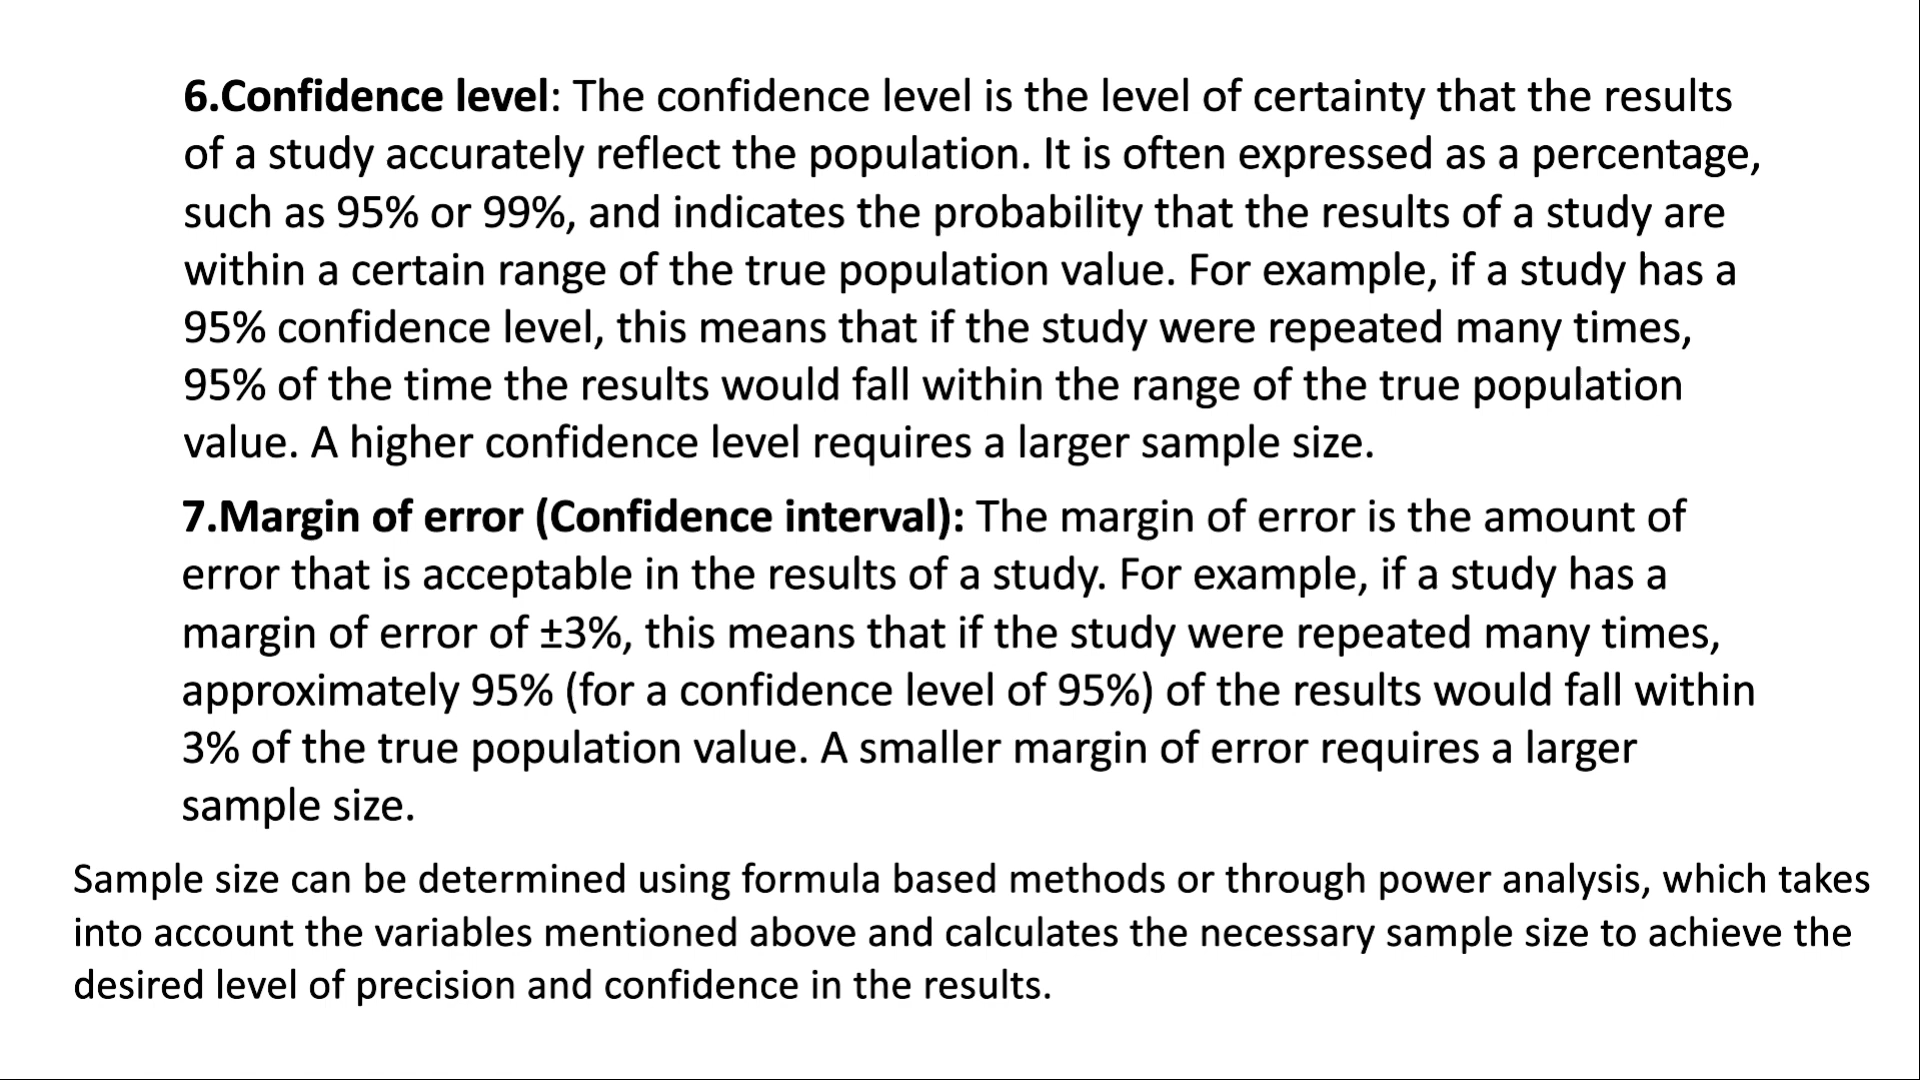 6.Confidence level: The confidence level is the level of certainty that the results
of a study accurately reflect the population. It is often expressed as a percentage,
such as 95% or 99%, and indicates the probability that the results of a study are
within a certain range of the true population value. For example, if a study has a
95% confidence level, this means that if the study were repeated many times,
95% of the time the results would fall within the range of the true population
value. A higher confidence level requires a larger sample size.
7.Margin of error (Confidence interval): The margin of error is the amount of
error that is acceptable in the results of a study. For example, if a study has a
margin of error of ±3%, this means that if the study were repeated many times,
approximately 95% (for a confidence level of 95%) of the results would fall within
3% of the true population value. A smaller margin of error requires a larger
sample size.
Sample size can be determined using formula based methods or through power analysis, which takes
into account the variables mentioned above and calculates the necessary sample size to achieve the
desired level of precision and confidence in the results.